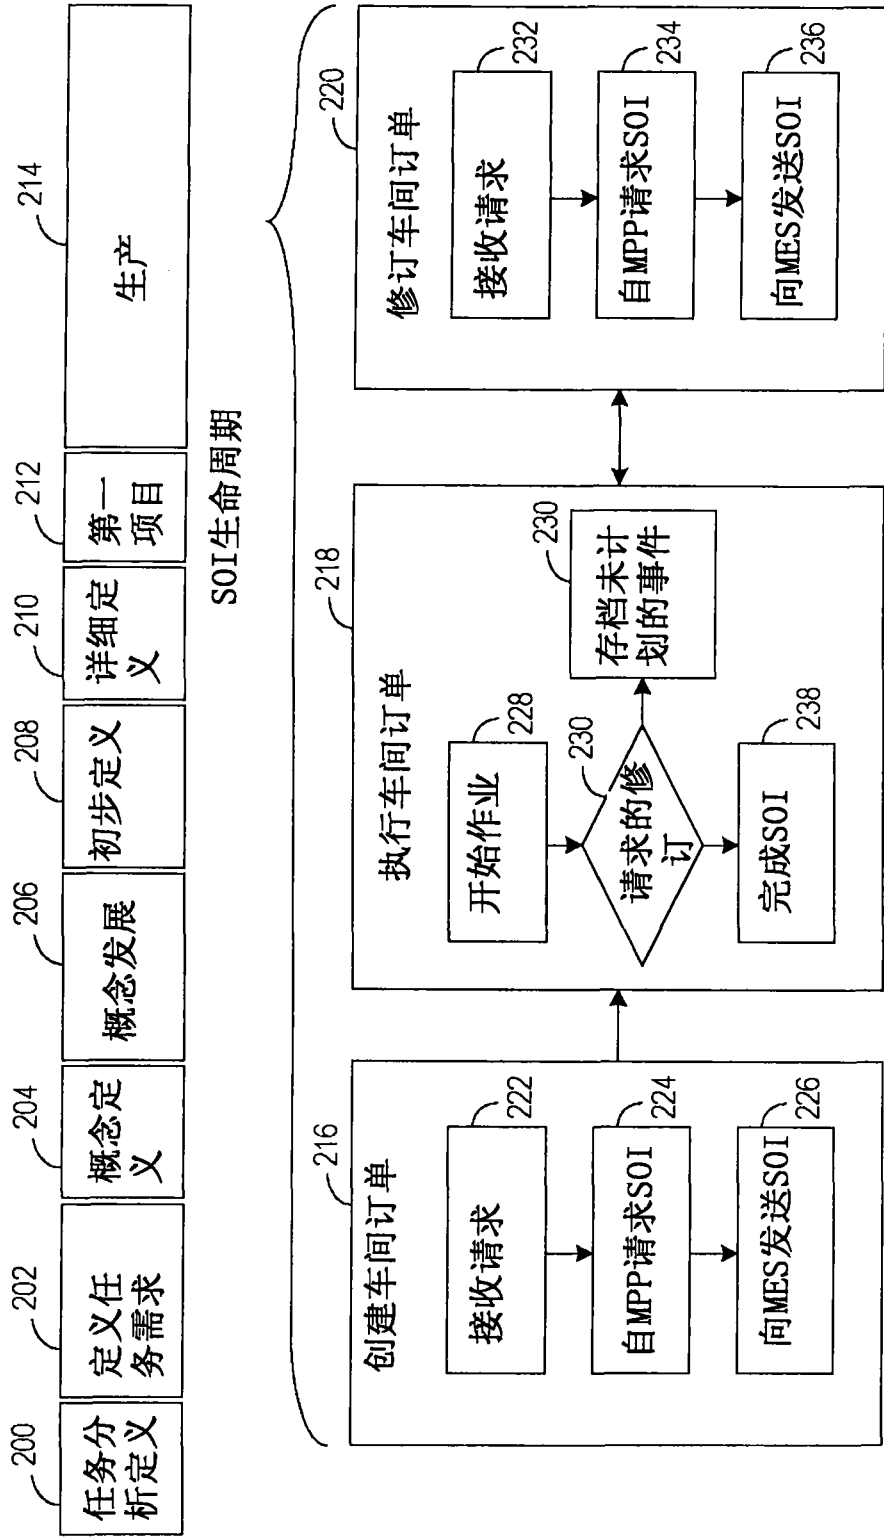 200
202
204
206
208
210
212
214
任务分
析定义
定义任
务需求
概念定
义
概念发展
初步定义
详细定
义
第一
项目
生产
SOI生命周期
216
创建车间订单
222
接收请求
224
自MPP请求SOI
226
向MES发送SOI
218
执行车间订单
228
开始作业
230
请求的修
订
230
存档未计
划的事件
238
完成SOI
220
修订车间订单
232
接收请求
234
自MPP请求SOI
236
向MES发送SOI